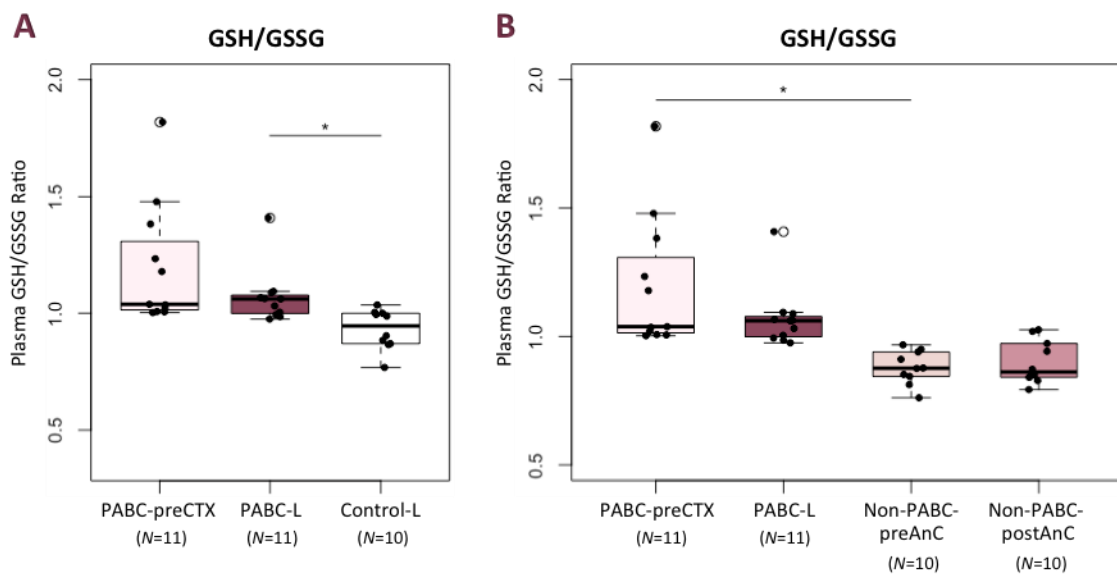 A
GSH/GSSG
Plasma GSH/GSSG Ratio
2.0
1.5
1.0
0.5
*
PABC-preCTX
(N=11)
PABC-L
(N=11)
Control-L
(N=10)
B
GSH/GSSG
Plasma GSH/GSSG Ratio
2.0
1.5
1.0
0.5
*
PABC-preCTX
(N=11)
PABC-L
(N=11)
Non-PABC-
preAnC
(N=10)
Non-PABC-
postAnC
(N=10)